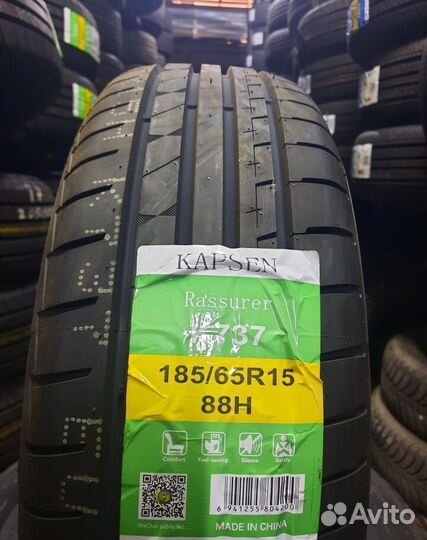 KAPSEN
Rassurer
737
185/65R15
88H
Comfort Fuel-saving Silence Safety
WeChat public No.
6 941255 804200
MADE IN CHINA
Avito